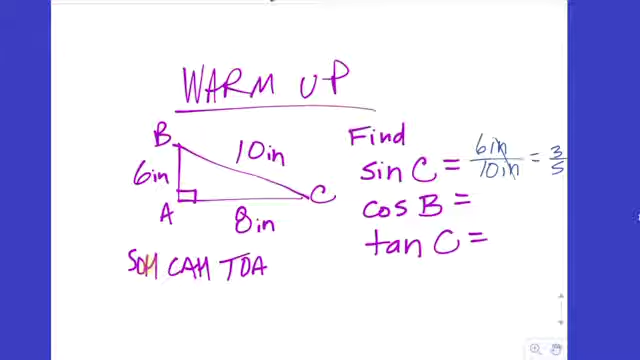 WARM UP
B
10in
6in
A
8in
C
SOH CAH TOA
Find
sin C = 6in/10in = 3/5
cos B =
tan C =